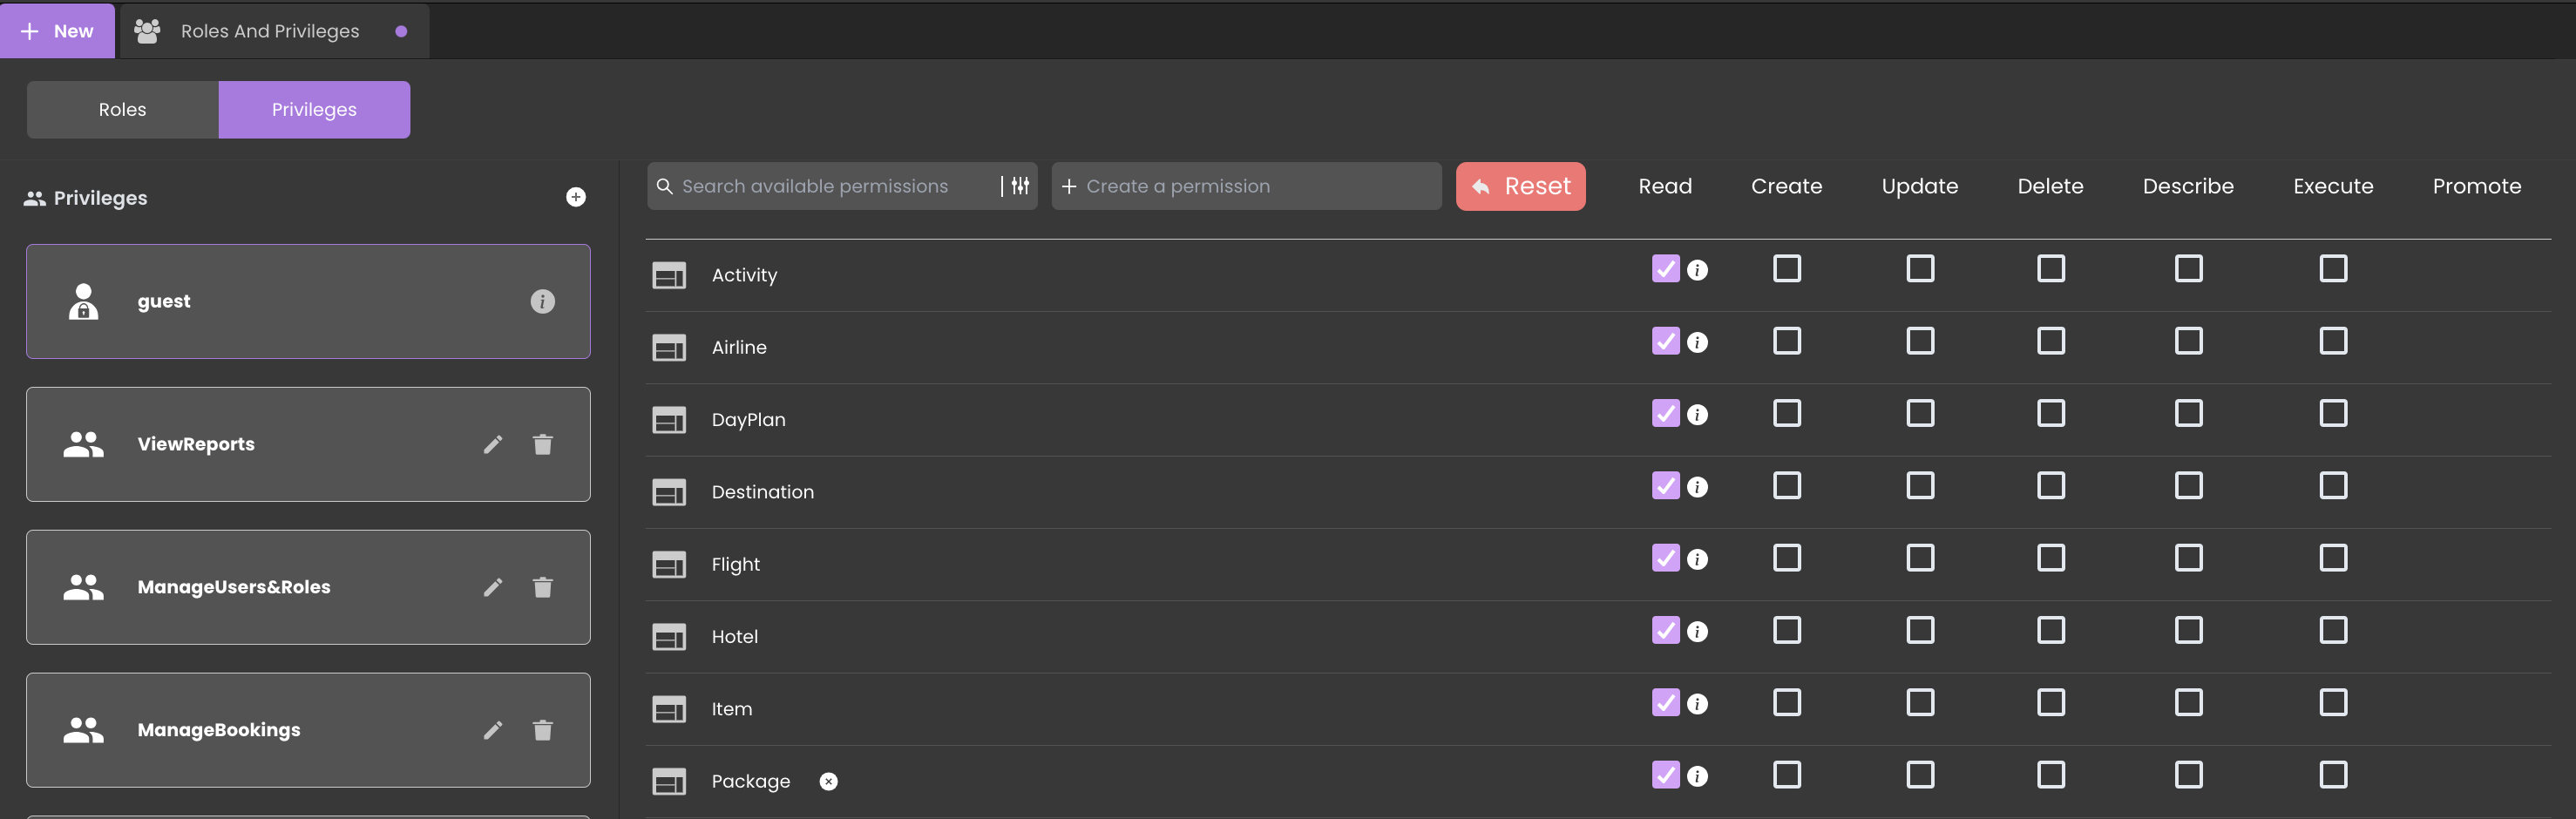 New
Roles And Privileges
Roles
Privileges
Privileges
guest
ViewReports
ManageUsers&Roles
ManageBookings
Search available permissions
Create a permission
Reset
Read
Create
Update
Delete
Describe
Execute
Promote
Activity
Airline
DayPlan
Destination
Flight
Hotel
Item
Package